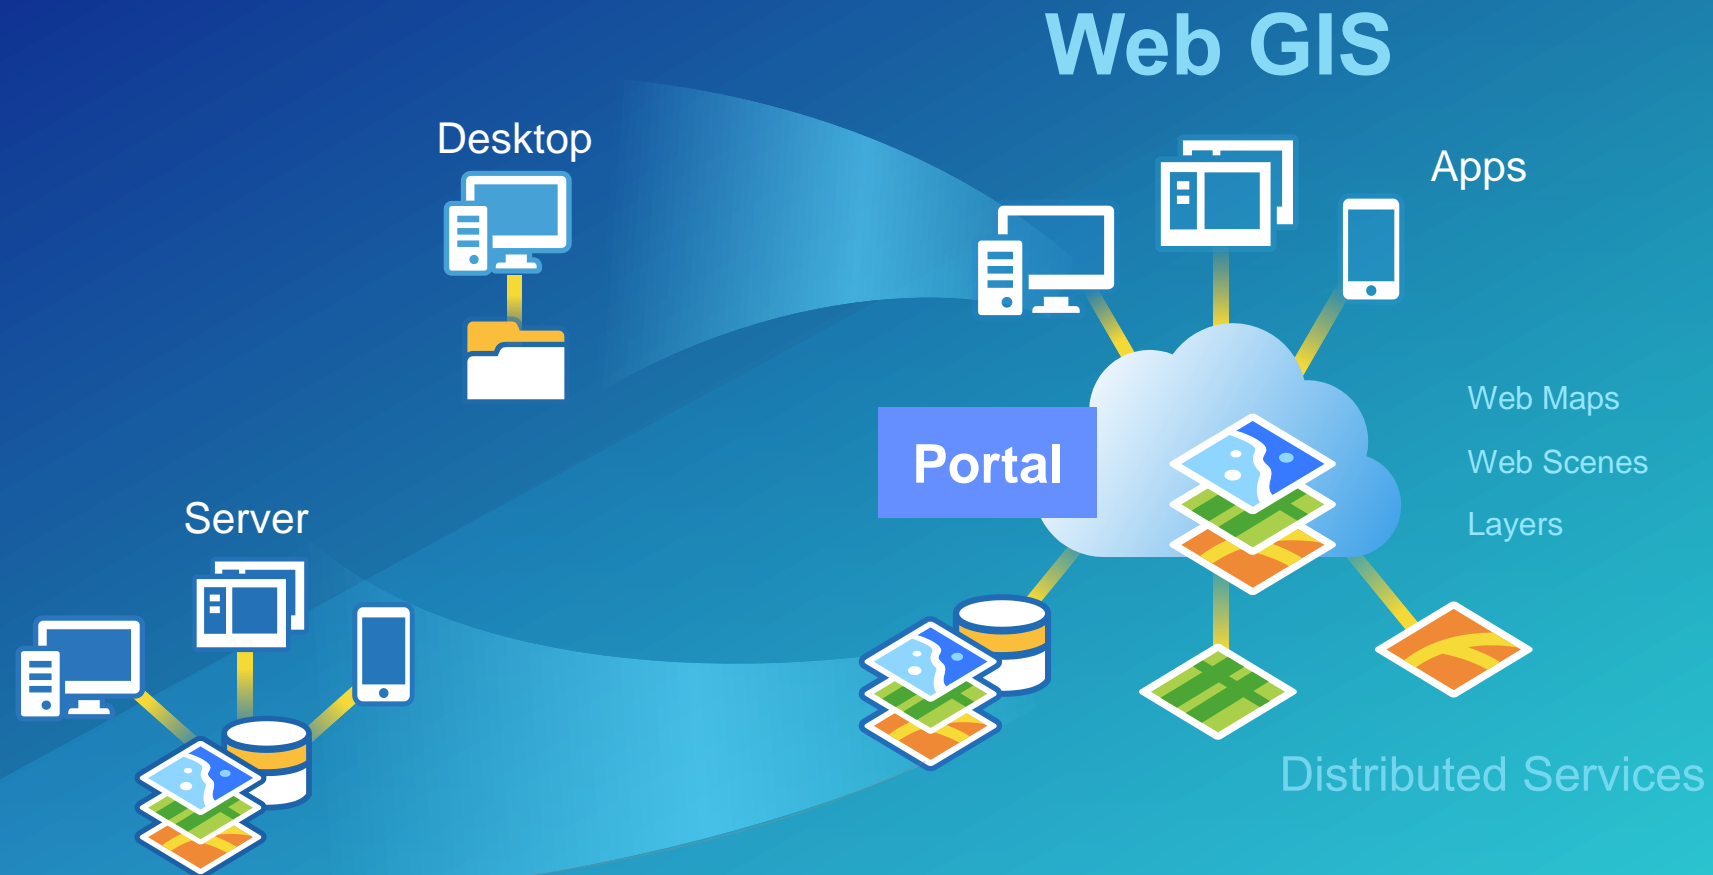 Web GIS
Desktop
Apps
Web Maps
Portal
Web Scenes
Server
Layers
Distributed Services